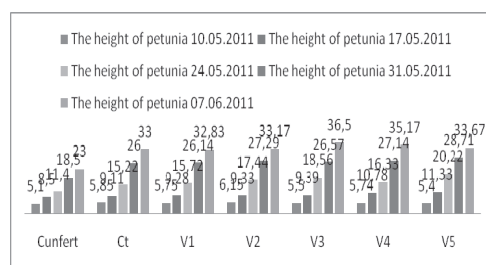 The height of petunia 10.05.2011 The height of petunia 17.05.2011
The height of petunia 24.05.2011 The height of petunia 31.05.2011
The height of petunia 07.06.2011
5,1 8,5 11,4 18,5 23
5,85 9,11 15,22 26 33
5,75 9,28 15,72 26,14 32,83
6,15 9,33 17,44 27,29 33,17
5,5 9,39 18,56 26,57 36,5
5,74 10,78 16,33 27,14 35,17
5,4 11,33 20,22 28,71 33,67
Cunfert Ct V1 V2 V3 V4 V5